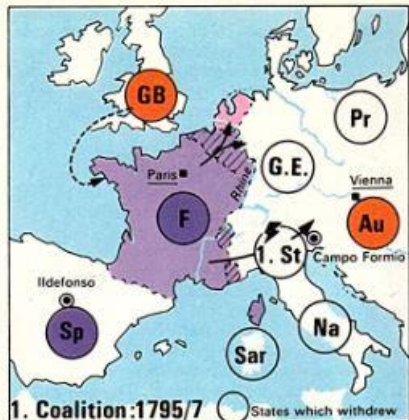 GB
Pr
Paris
G.E.
Rhine
Vienna
F
Au
1. St
Campo Formio
Ildefonso
Sp
Na
Sar
1. Coalition:1795/7
States which withdrew